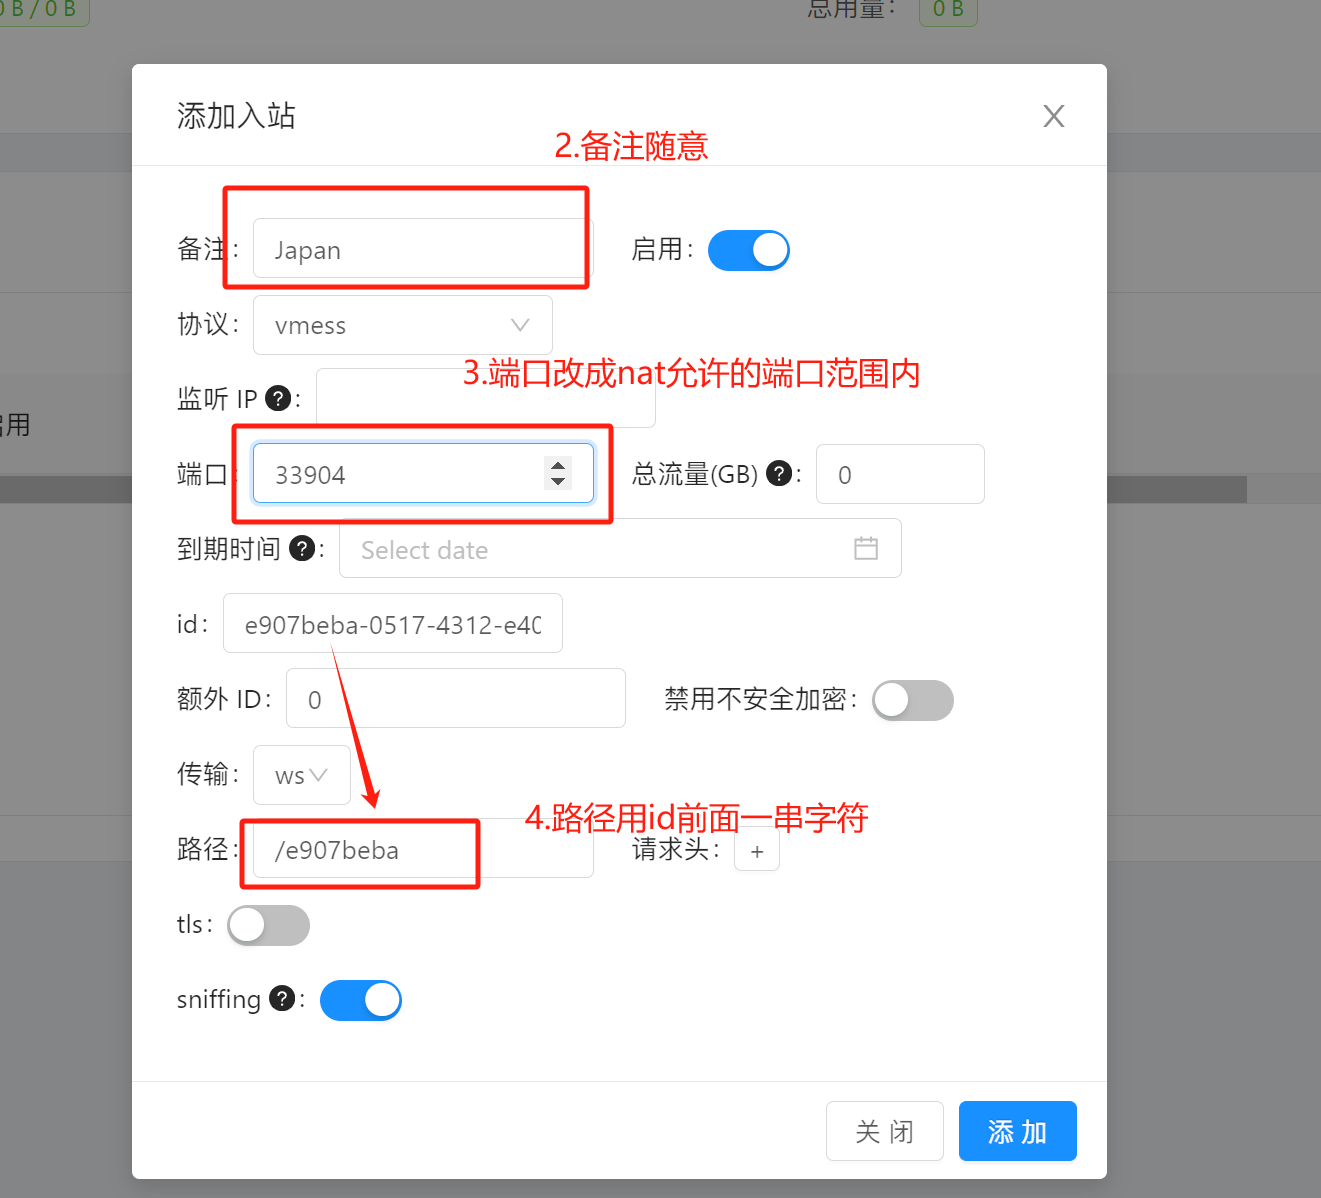 0 B / 0 B
总用量：
0 B
添加入站
2.备注随意
备注：
Japan
启用：
协议：
vmess
3.端口改成nat允许的端口范围内
监听 IP ? :
启用
端口：
33904
总流量(GB) ? :
0
到期时间 ? :
Select date
id：
e907beba-0517-4312-e40
额外 ID：
0
禁用不安全加密：
传输：
ws
4.路径用id前面一串字符
路径：
/e907beba
请求头：
+
tls：
sniffing ? :
关 闭
添 加